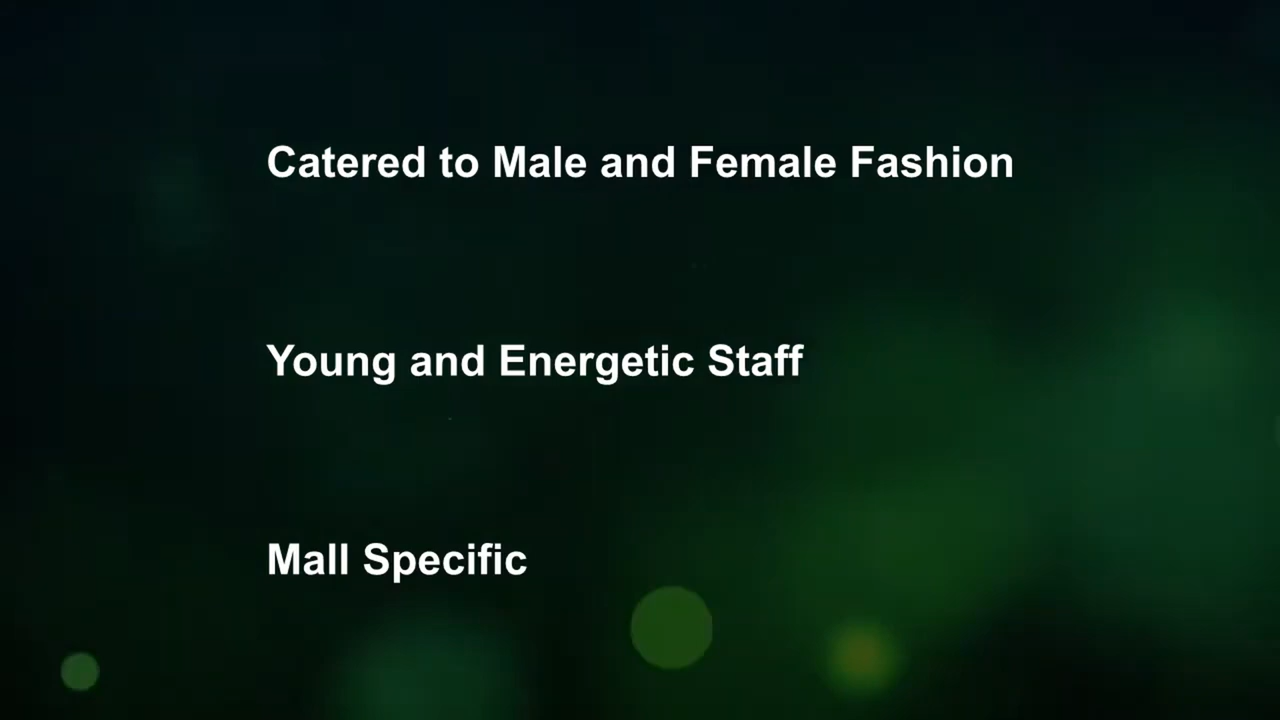 Catered to Male and Female Fashion
Young and Energetic Staff
Mall Specific